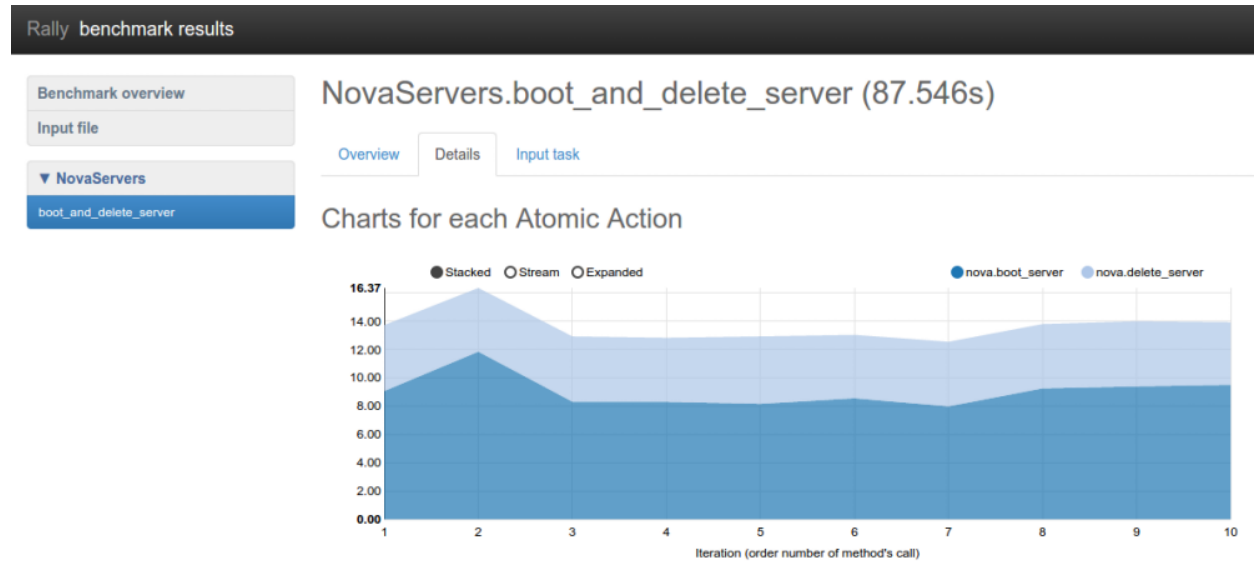 Rally benchmark results
Benchmark overview
Input file
▼ NovaServers
boot_and_delete_server
NovaServers.boot_and_delete_server (87.546s)
Overview Details Input task
Charts for each Atomic Action
Stacked Stream Expanded nova.boot_server nova.delete_server
16.37
14.00
12.00
10.00
8.00
6.00
4.00
2.00
0.00
1 2 3 4 5 6 7 8 9 10
Iteration (order number of method's call)